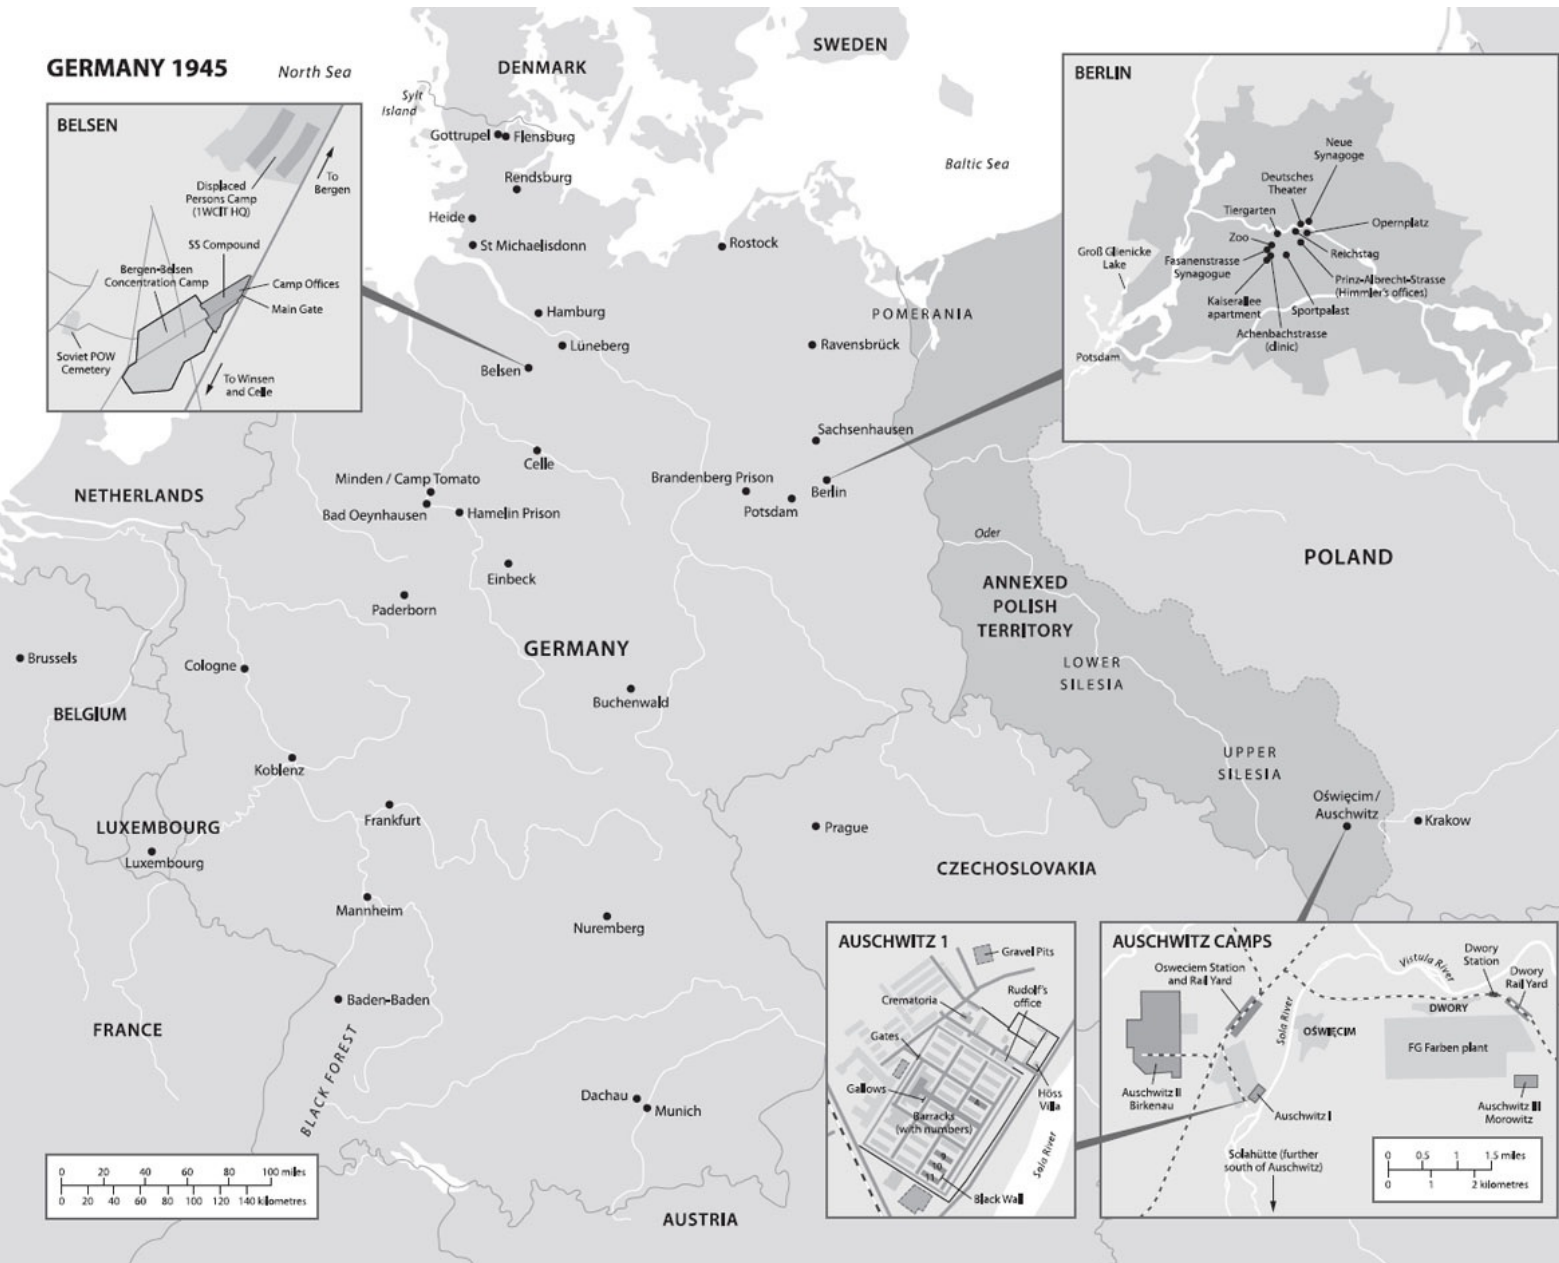 GERMANY 1945
North Sea
SWEDEN
DENMARK
Sylt
Island
Gottrupel
Flensburg
Baltic Sea
Rendsburg
Heide
St Michaelisdonn
Rostock
Hamburg
POMERANIA
Lüneberg
Ravensbrück
Belsen
Sachsenhausen
Celle
Minden / Camp Tomato
Brandenberg Prison
Berlin
NETHERLANDS
Bad Oeynhausen
Hamelin Prison
Potsdam
Oder
POLAND
Einbeck
ANNEXED
POLISH
TERRITORY
Paderborn
GERMANY
Brussels
Cologne
LOWER
SILESIA
Buchenwald
BELGIUM
UPPER
SILESIA
Koblenz
Oświęcim/
Auschwitz
Frankfurt
Krakow
LUXEMBOURG
Prague
Luxembourg
CZECHOSLOVAKIA
Mannheim
Nuremberg
Baden-Baden
FRANCE
BLACK FOREST
Dachau
Munich
AUSTRIA
0 20 40 60 80 100 miles
0 20 40 60 80 100 120 140 kilometres
BELSEN
To
Bergen
Displaced
Persons Camp
(1WCIT HQ)
SS Compound
Bergen-Belsen
Concentration Camp
Camp Offices
Main Gate
Soviet POW
Cemetery
To Winsen
and Celle
BERLIN
Neue
Synagoge
Deutsches
Theater
Tiergarten
Opernplatz
Zoo
Reichstag
Groß Glienicke
Lake
Fasanenstrasse
Synagogue
Prinz-Albrecht-Strasse
(Himmler's offices)
Kaiserallee
apartment
Sportpalast
Achenbachstrasse
(clinic)
Potsdam
AUSCHWITZ 1
Gravel Pits
Rudolf's
office
Crematoria
Gates
Gallows
Höss
Villa
Barracks
(with numbers)
4
9
10
11
Sola River
Black Wall
AUSCHWITZ CAMPS
Osweciem Station
and Rail Yard
Vistula River
Dwory
Station
Dwory
Rail Yard
DWORY
Sola River
OŚWIĘCIM
FG Farben plant
Auschwitz II
Birkenau
Auschwitz I
Auschwitz III
Morowitz
Solahütte (further
south of Auschwitz)
0 0.5 1 1.5 miles
0 1 2 kilometres